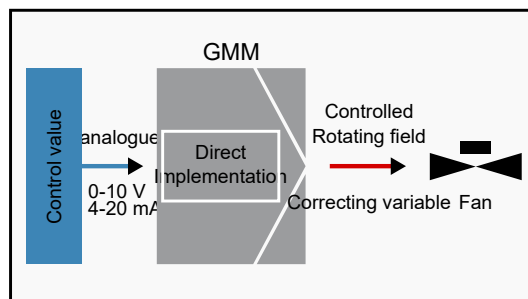 GMM
Control value
analogue
0-10 V
4-20 mA
Direct
Implementation
Controlled
Rotating field
Correcting variable
Fan